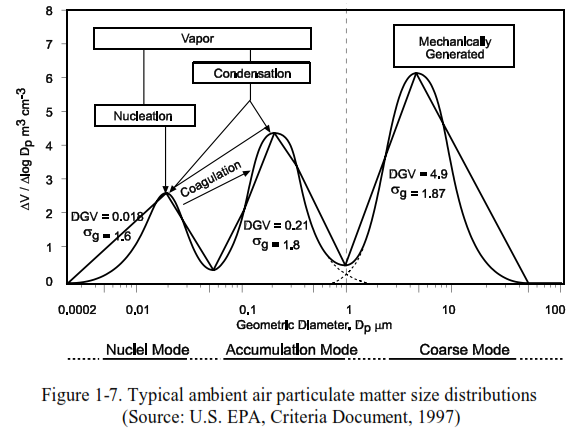 8
7
6
5
4
3
2
1
0
ΔV / Δlog Dp m3 cm-3
Vapor
Condensation
Nucleation
Mechanically
Generated
Coagulation
DGV = 0.018
σg = 1.6
DGV = 0.21
σg = 1.8
DGV = 4.9
σg = 1.87
0.0002 0,01 0,1 1 10 100
Geometric Diameter, Dp μm
Nuclel Mode Accumulation Mode Coarse Mode
Figure 1-7. Typical ambient air particulate matter size distributions
(Source: U.S. EPA, Criteria Document, 1997)